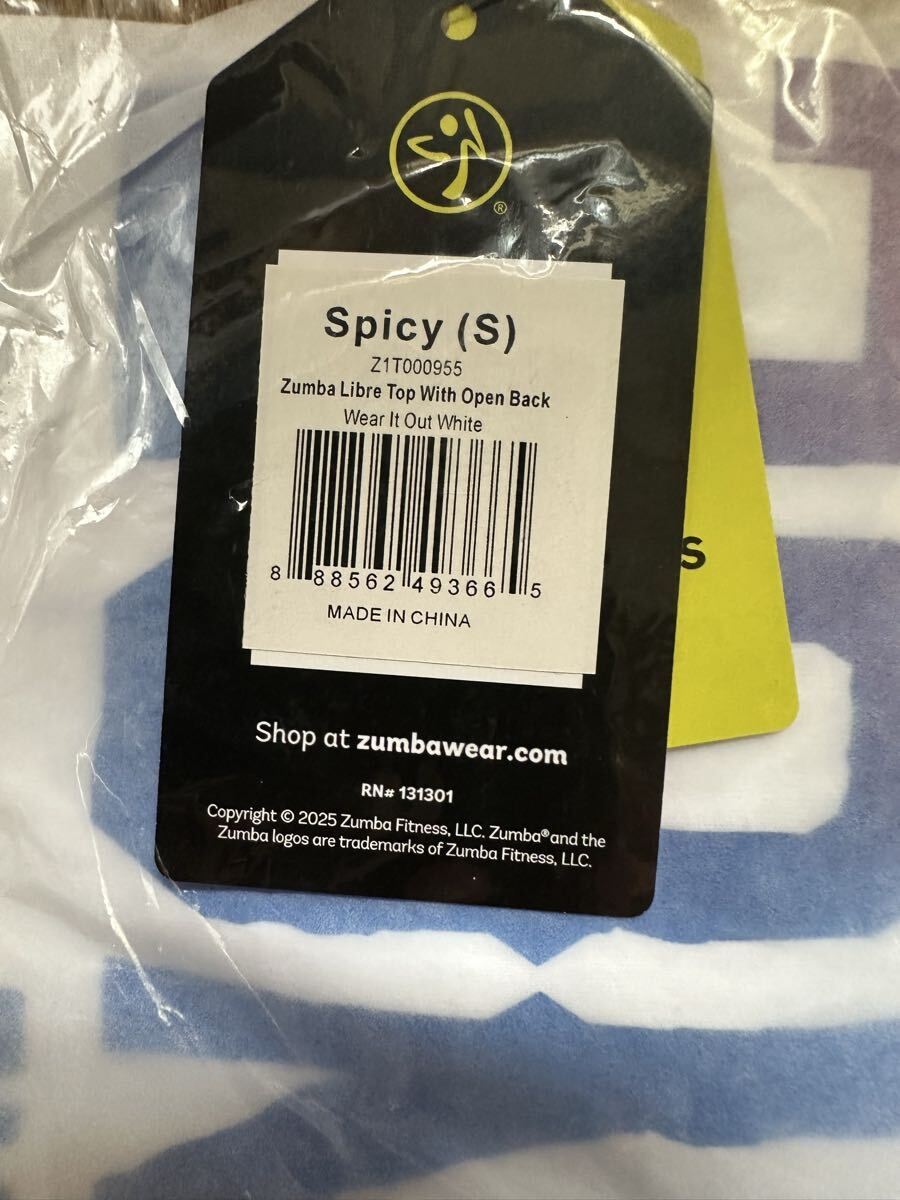 ®
Spicy (S)
Z1T000955
Zumba Libre Top With Open Back
Wear It Out White
8 88562 49366 5
MADE IN CHINA
s
Shop at zumbawear.com
RN# 131301
Copyright © 2025 Zumba Fitness, LLC. Zumba® and the
Zumba logos are trademarks of Zumba Fitness, LLC.